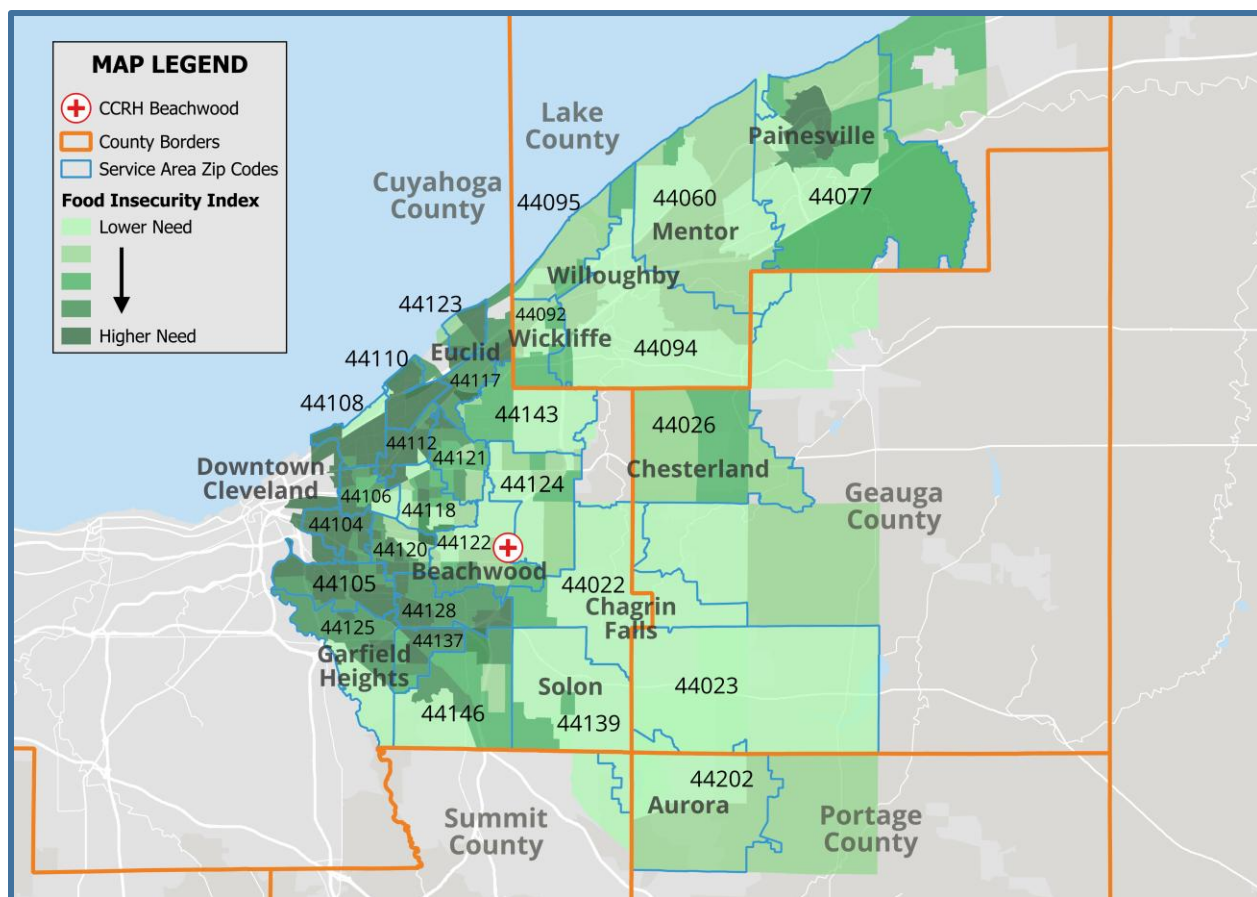 MAP LEGEND
CCRH Beachwood
County Borders
Service Area Zip Codes
Food Insecurity Index
Lower Need
Higher Need
Lake
County
Cuyahoga
County
Painesville
44095
44060
44077
Mentor
Willoughby
44123
44092
Wickliffe
44094
44110
Euclid
44117
44108
44143
44026
44112
44121
Chesterland
Downtown
Cleveland
44124
44106
Geauga
County
44118
44104
44120
44122
Beachwood
44105
44022
Chagrin
Falls
44128
44125
44137
Garfield
Heights
Solon
44023
44146
44139
44202
Aurora
Summit
County
Portage
County